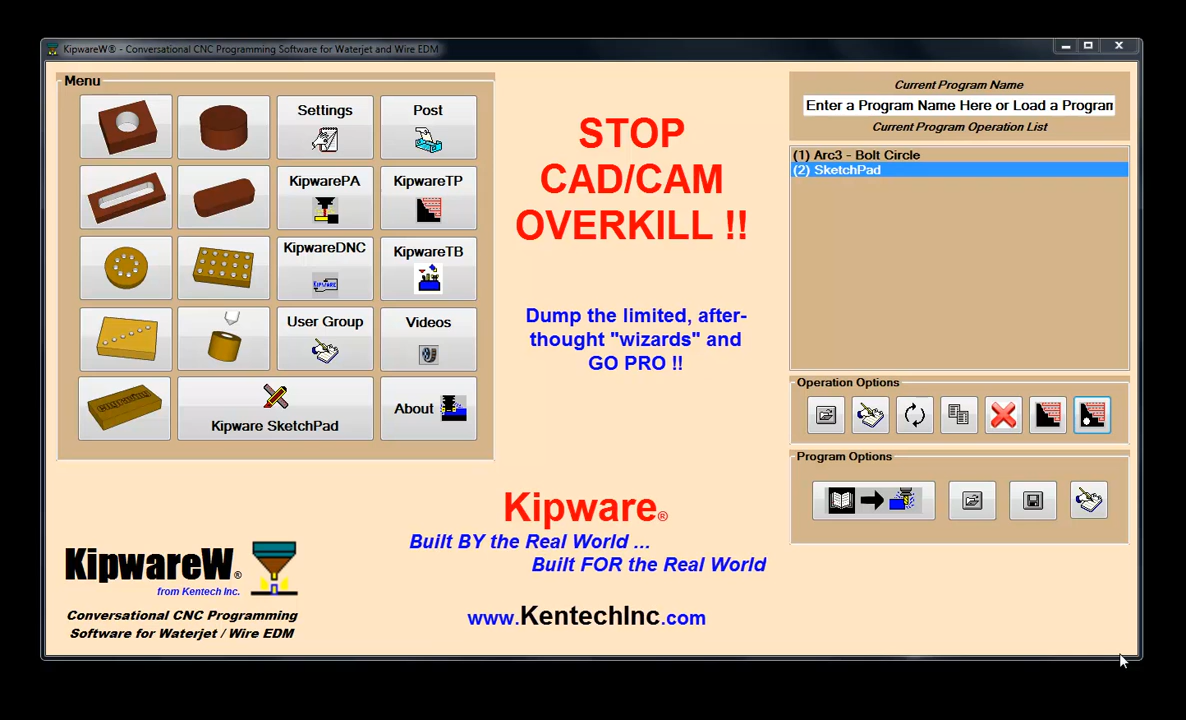 KipwareW® - Conversational CNC Programming Software for Waterjet and Wire EDM
Menu
Settings
Post
KipwarePA
KipwareTP
KipwareDNC
KipwareTB
User Group
Videos
Kipware SketchPad
About
STOP
CAD/CAM
OVERKILL !!
Dump the limited, after-
thought "wizards" and
GO PRO !!
Current Program Name
Enter a Program Name Here or Load a Program
Current Program Operation List
(1) Arc3 - Bolt Circle
(2) SketchPad
Operation Options
Program Options
Kipware®
Built BY the Real World ...
Built FOR the Real World
www.KentechInc.com
KipwareW®
from Kentech Inc.
Conversational CNC Programming
Software for Waterjet / Wire EDM